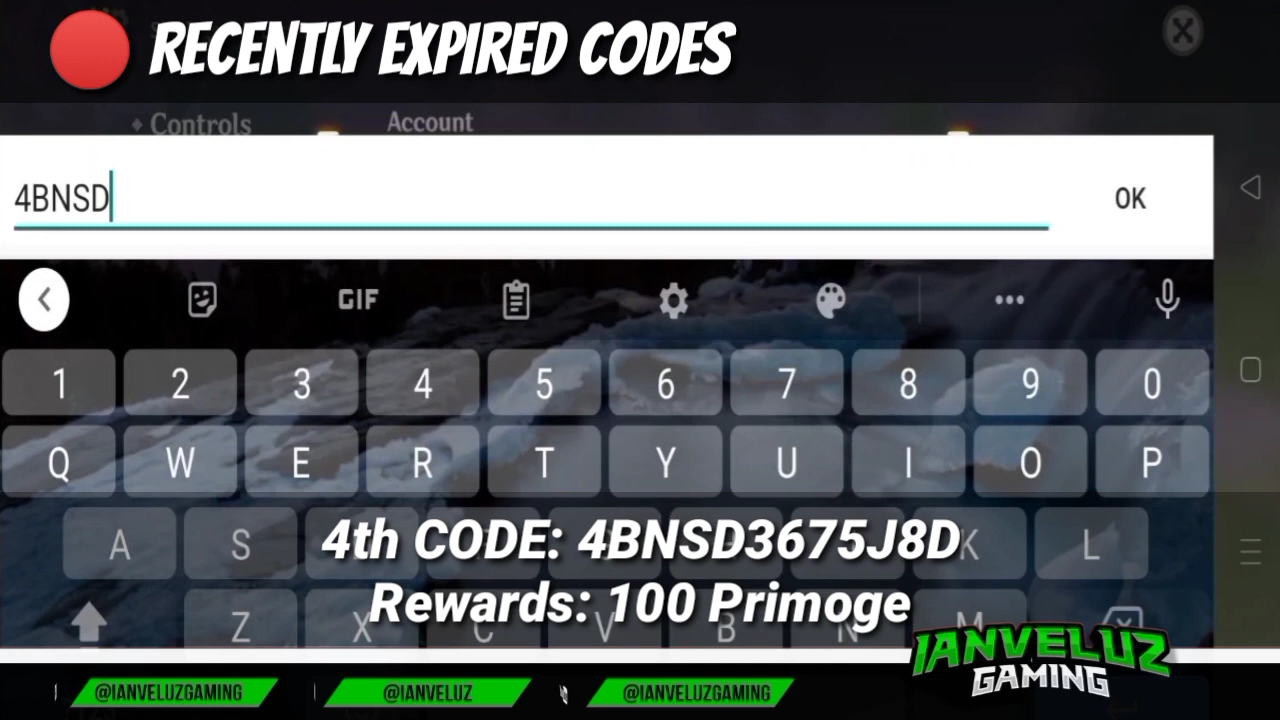 RECENTLY EXPIRED CODES
Controls
Account
4BNSD
OK
GIF
1 2 3 4 5 6 7 8 9 0
Q W E R T Y U I O P
A S K L
4th CODE: 4BNSD3675J8D
Z X C V B N M
Rewards: 100 Primoge
IANVELUZ
GAMING
@IANVELUZGAMING
@IANVELUZ
@IANVELUZGAMING